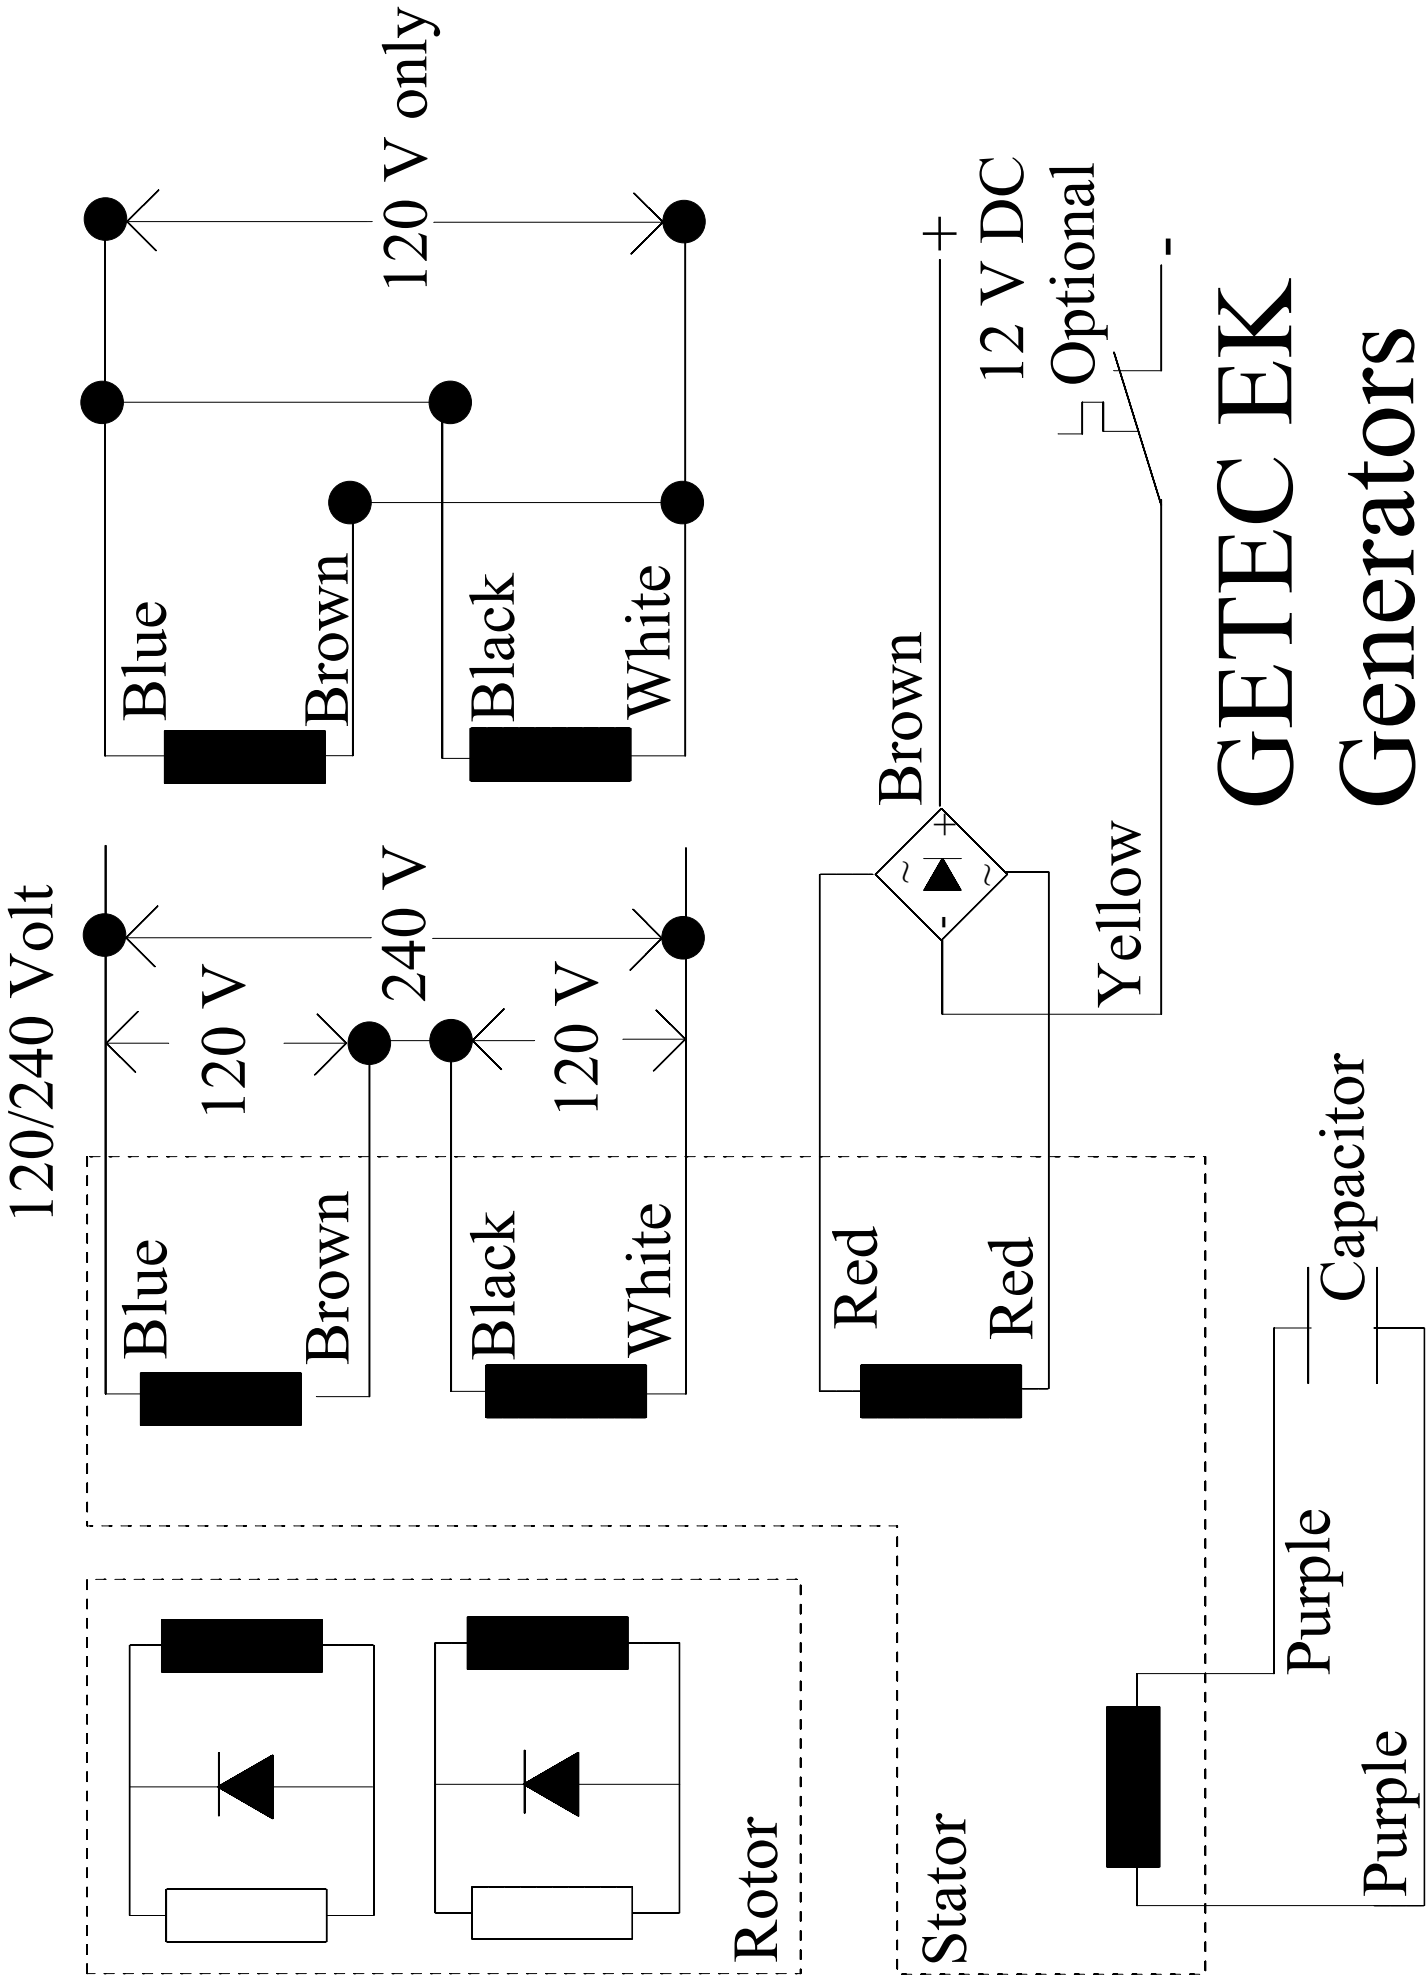 120/240 Volt
Blue
120 V
Brown
240 V
Black
120 V
White
Blue
Brown
120 V only
Black
White
Rotor
Red
Red
~
+
-
~
Brown
+
12 V DC
Optional
Yellow
-
Stator
Purple
Purple
Capacitor
GETEC EK
Generators